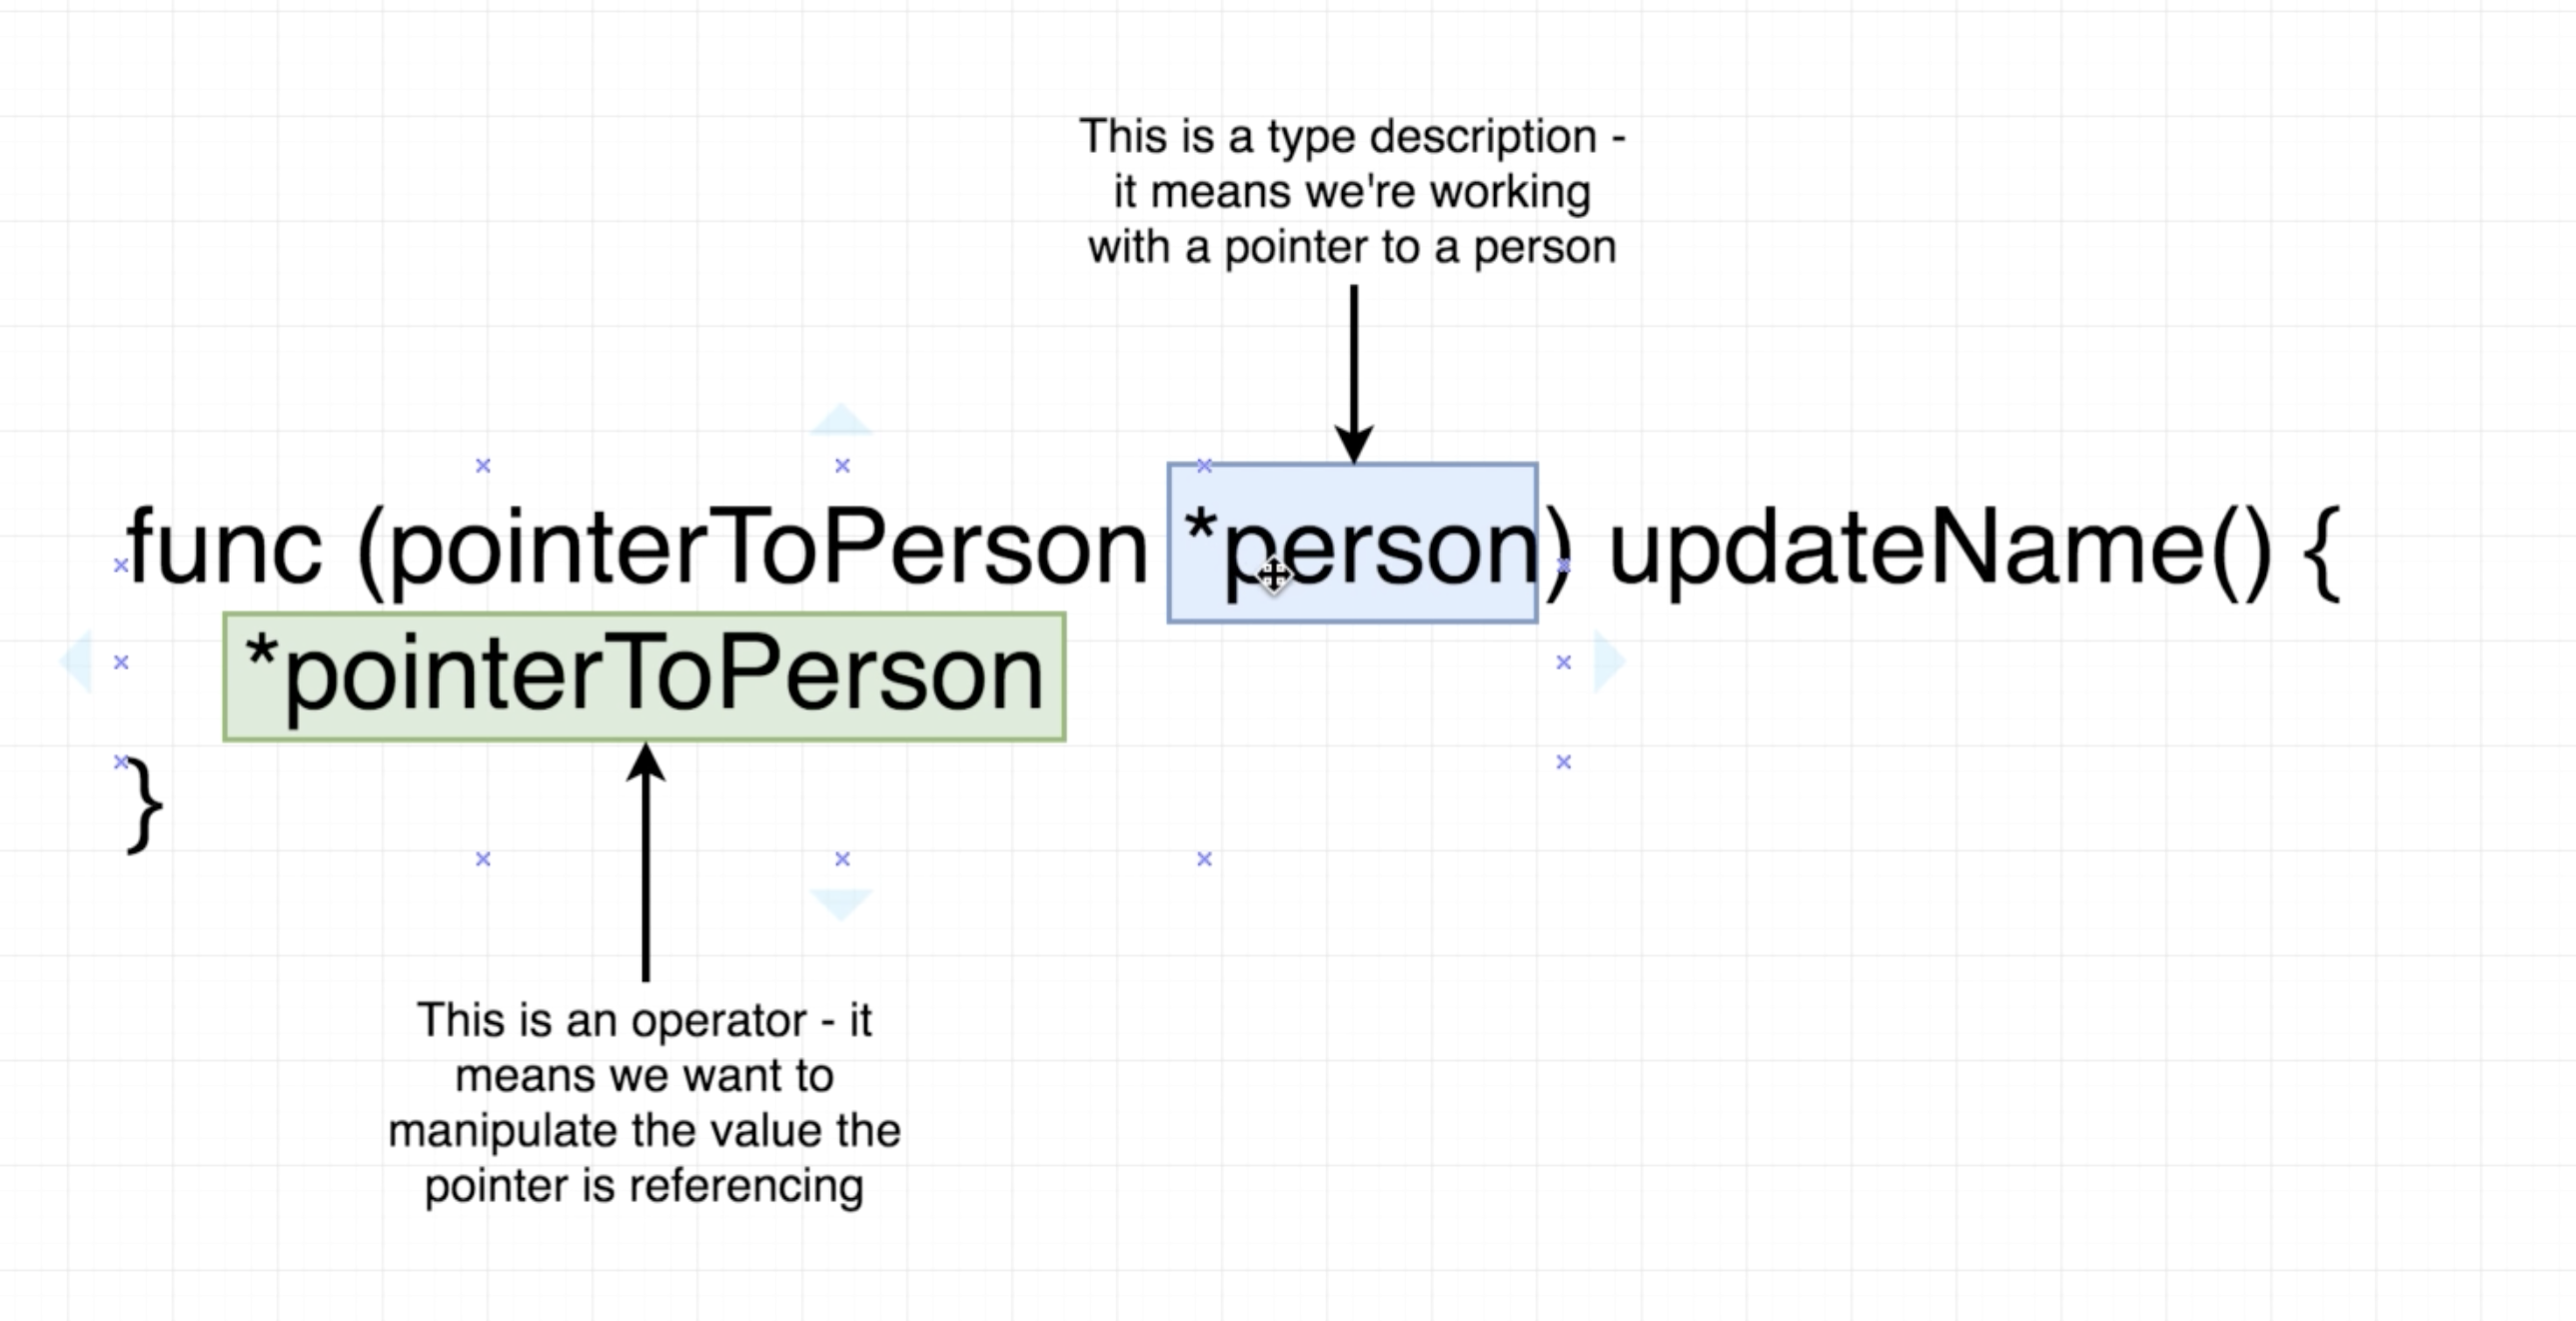 This is a type description -
it means we're working
with a pointer to a person
func (pointerToPerson *person) updateName() {
*pointerToPerson
}
This is an operator - it
means we want to
manipulate the value the
pointer is referencing